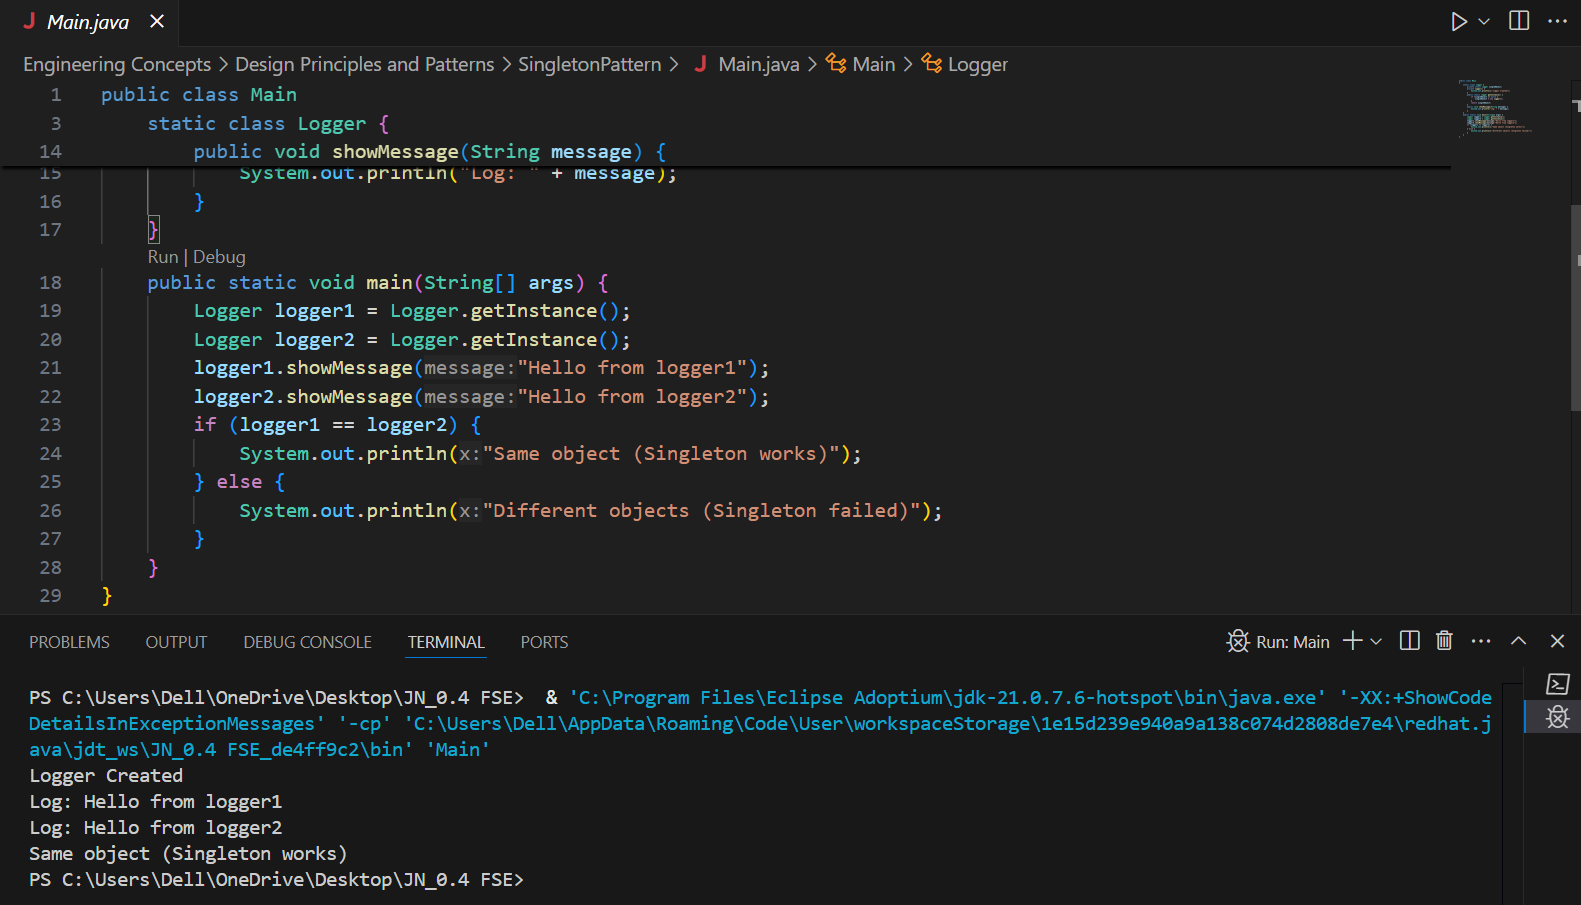 J Main.java ×
Engineering Concepts > Design Principles and Patterns > SingletonPattern > J Main.java > Main > Logger
1 public class Main
3 static class Logger {
14 public void showMessage(String message) {
15 System.out.println("Log: " + message);
16 }
17 }
Run | Debug
18 public static void main(String[] args) {
19 Logger logger1 = Logger.getInstance();
20 Logger logger2 = Logger.getInstance();
21 logger1.showMessage(message:"Hello from logger1");
22 logger2.showMessage(message:"Hello from logger2");
23 if (logger1 == logger2) {
24 System.out.println(x:"Same object (Singleton works)");
25 } else {
26 System.out.println(x:"Different objects (Singleton failed)");
27 }
28 }
29 }
PROBLEMS OUTPUT DEBUG CONSOLE TERMINAL PORTS Run: Main
PS C:\Users\Dell\OneDrive\Desktop\JN_0.4 FSE> & 'C:\Program Files\Eclipse Adoptium\jdk-21.0.7.6-hotspot\bin\java.exe' '-XX:+ShowCode
DetailsInExceptionMessages' '-cp' 'C:\Users\Dell\AppData\Roaming\Code\User\workspaceStorage\1e15d239e940a9a138c074d2808de7e4\redhat.j
ava\jdt_ws\JN_0.4 FSE_de4ff9c2\bin' 'Main'
Logger Created
Log: Hello from logger1
Log: Hello from logger2
Same object (Singleton works)
PS C:\Users\Dell\OneDrive\Desktop\JN_0.4 FSE>